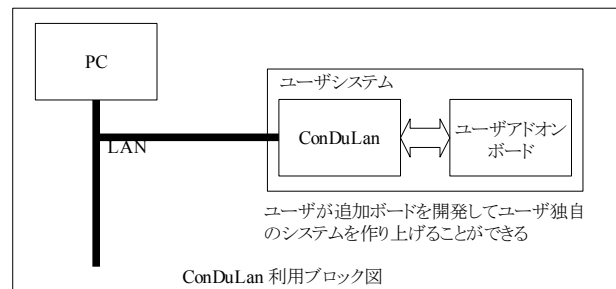 PC
ユーザシステム
ConDuLan
ユーザアドオン
ボード
LAN
ユーザが追加ボードを開発してユーザ独自
のシステムを作り上げることができる
ConDuLan 利用ブロック図